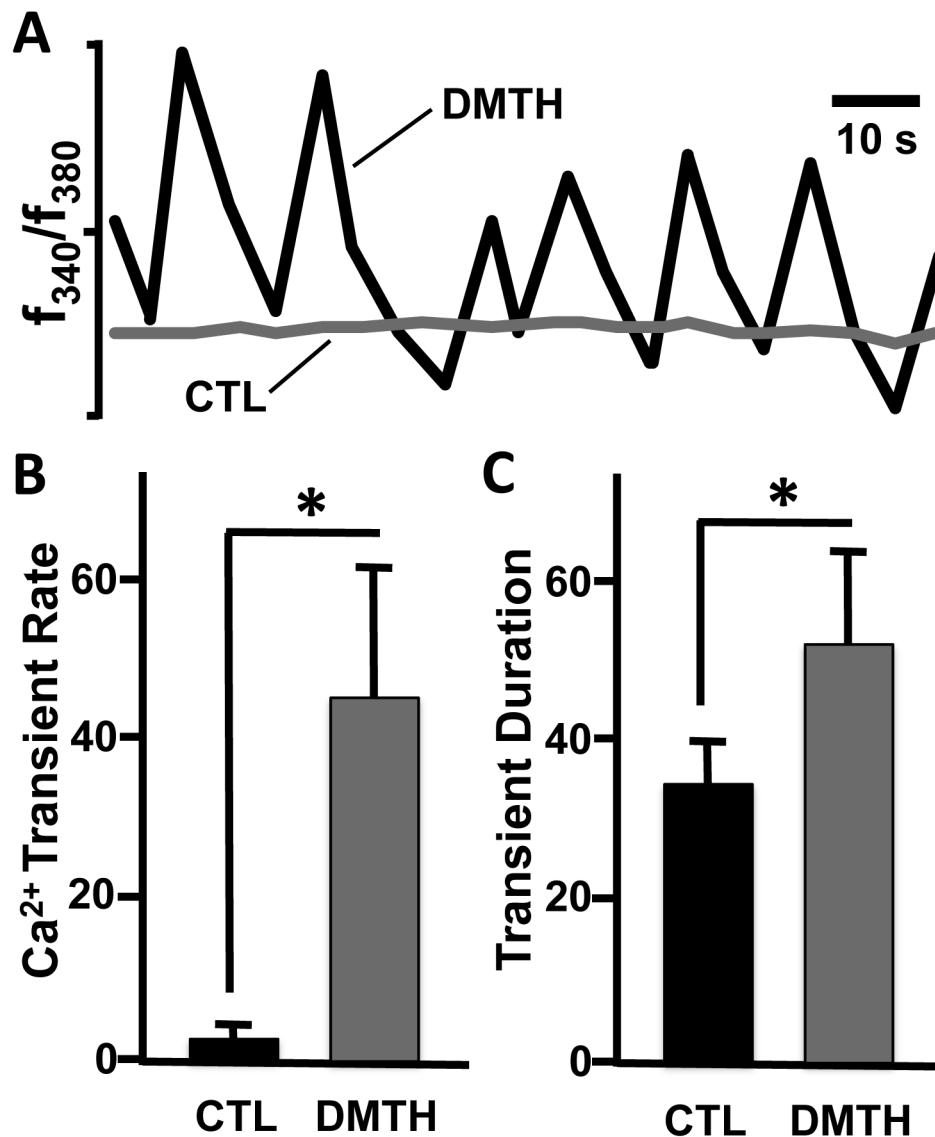 A
DMTH
10 s
f340/f380
CTL
B
*
Ca2+ Transient Rate
60
40
20
0
CTL DMTH
C
*
Transient Duration
60
40
20
0
CTL DMTH